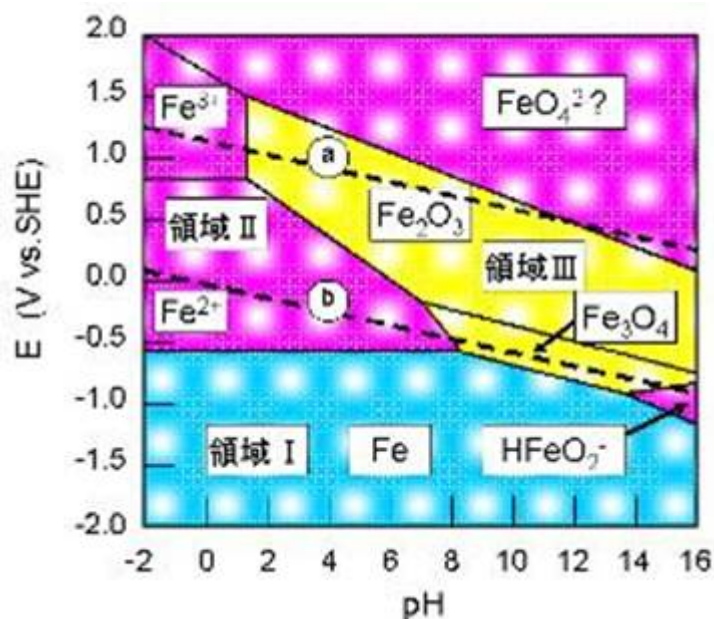 2.0
1.5
1.0
0.5
0.0
-0.5
-1.0
-1.5
-2.0
E (V vs.SHE)
Fe³⁺
FeO₄²⁻?
a
Fe₂O₃
領域 II
領域 III
b
Fe²⁺
Fe₃O₄
領域 I
Fe
HFeO₂⁻
-2 0 2 4 6 8 10 12 14 16
pH